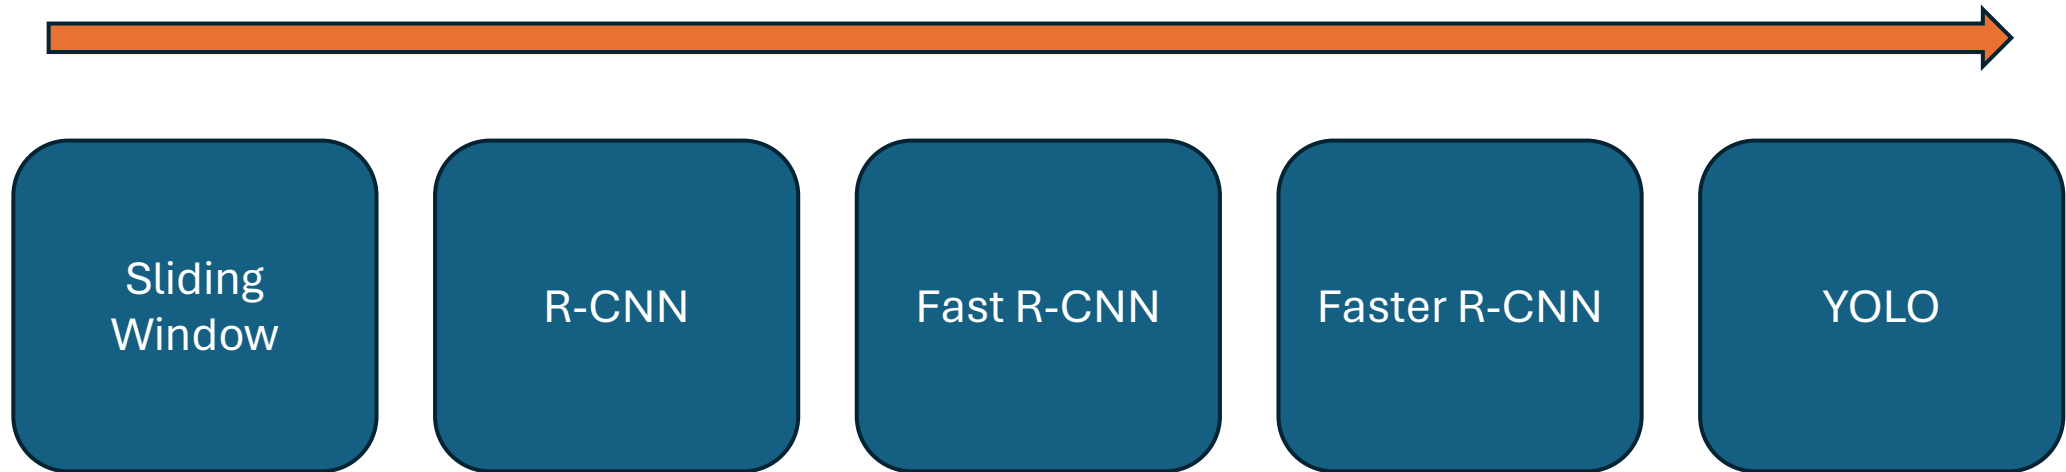 Sliding
Window
R-CNN
Fast R-CNN
Faster R-CNN
YOLO